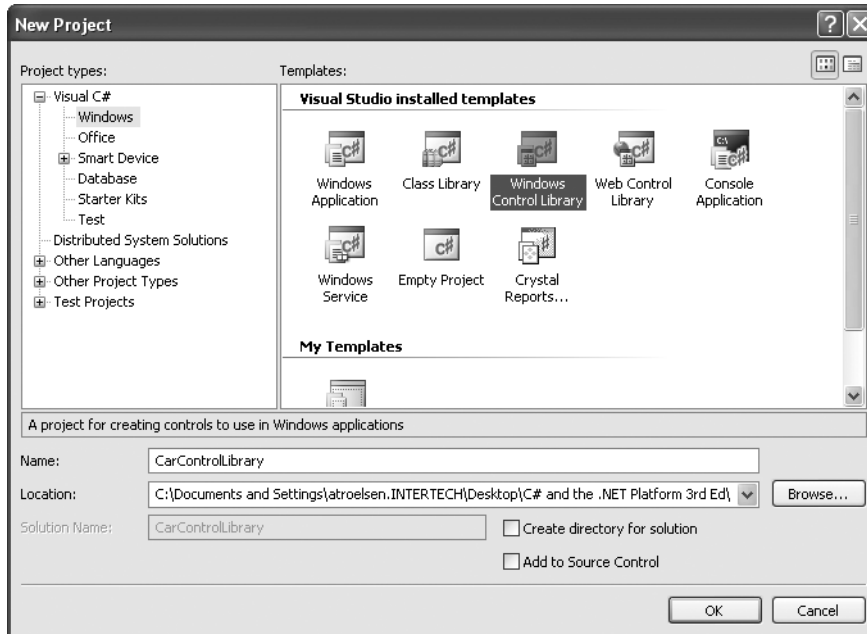 New Project
Project types:
Templates:
Visual C#
Windows
Office
Smart Device
Database
Starter Kits
Test
Distributed System Solutions
Other Languages
Other Project Types
Test Projects
Visual Studio installed templates
Windows Application
Class Library
Windows Control Library
Web Control Library
Console Application
Windows Service
Empty Project
Crystal Reports...
My Templates
A project for creating controls to use in Windows applications
Name:
CarControlLibrary
Location:
C:\Documents and Settings\atroelsen.INTERTECH\Desktop\C# and the .NET Platform 3rd Ed\
Browse...
Solution Name:
CarControlLibrary
Create directory for solution
Add to Source Control
OK
Cancel